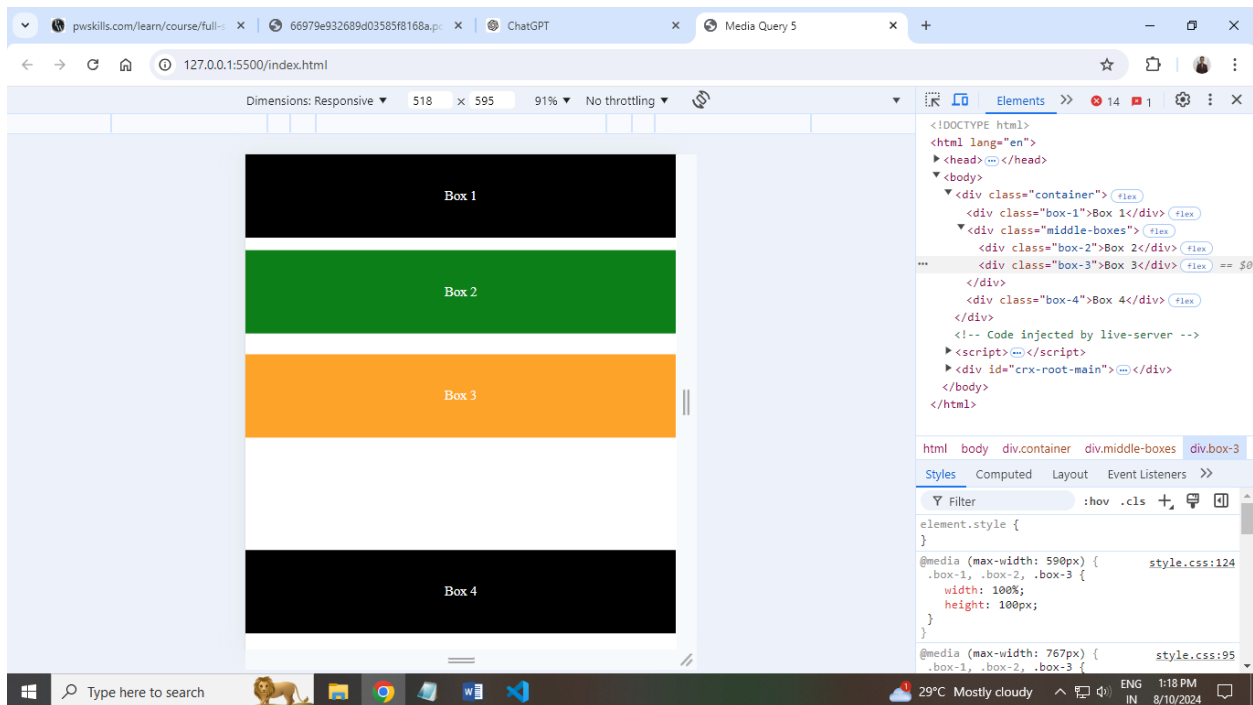 pwskills.com/learn/course/full-s
66979e932689d03585f8168a.pc
ChatGPT
Media Query 5
127.0.0.1:5500/index.html
Dimensions: Responsive ▼ 518 × 595 91% ▼ No throttling ▼
Elements 14 1
<!DOCTYPE html>
<html lang="en">
<head>…</head>
<body>
<div class="container"> flex
<div class="box-1">Box 1</div> flex
<div class="middle-boxes"> flex
<div class="box-2">Box 2</div> flex
<div class="box-3">Box 3</div> flex == $0
</div>
<div class="box-4">Box 4</div> flex
</div>
<!-- Code injected by live-server -->
<script>…</script>
<div id="crx-root-main">…</div>
</body>
</html>
html body div.container div.middle-boxes div.box-3
Styles Computed Layout Event Listeners
Filter :hov .cls
element.style {
}
@media (max-width: 590px) { style.css:124
.box-1, .box-2, .box-3 {
width: 100%;
height: 100px;
}
}
@media (max-width: 767px) { style.css:95
.box-1, .box-2, .box-3 {
Box 1
Box 2
Box 3
Box 4
Type here to search
1
29°C Mostly cloudy
ENG
IN
1:18 PM
8/10/2024